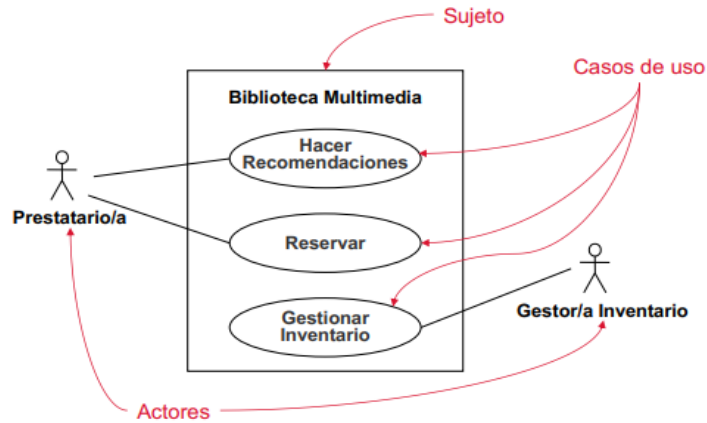 Sujeto
Casos de uso
Biblioteca Multimedia
Hacer
Recomendaciones
Prestatario/a
Reservar
Gestionar
Inventario
Gestor/a Inventario
Actores